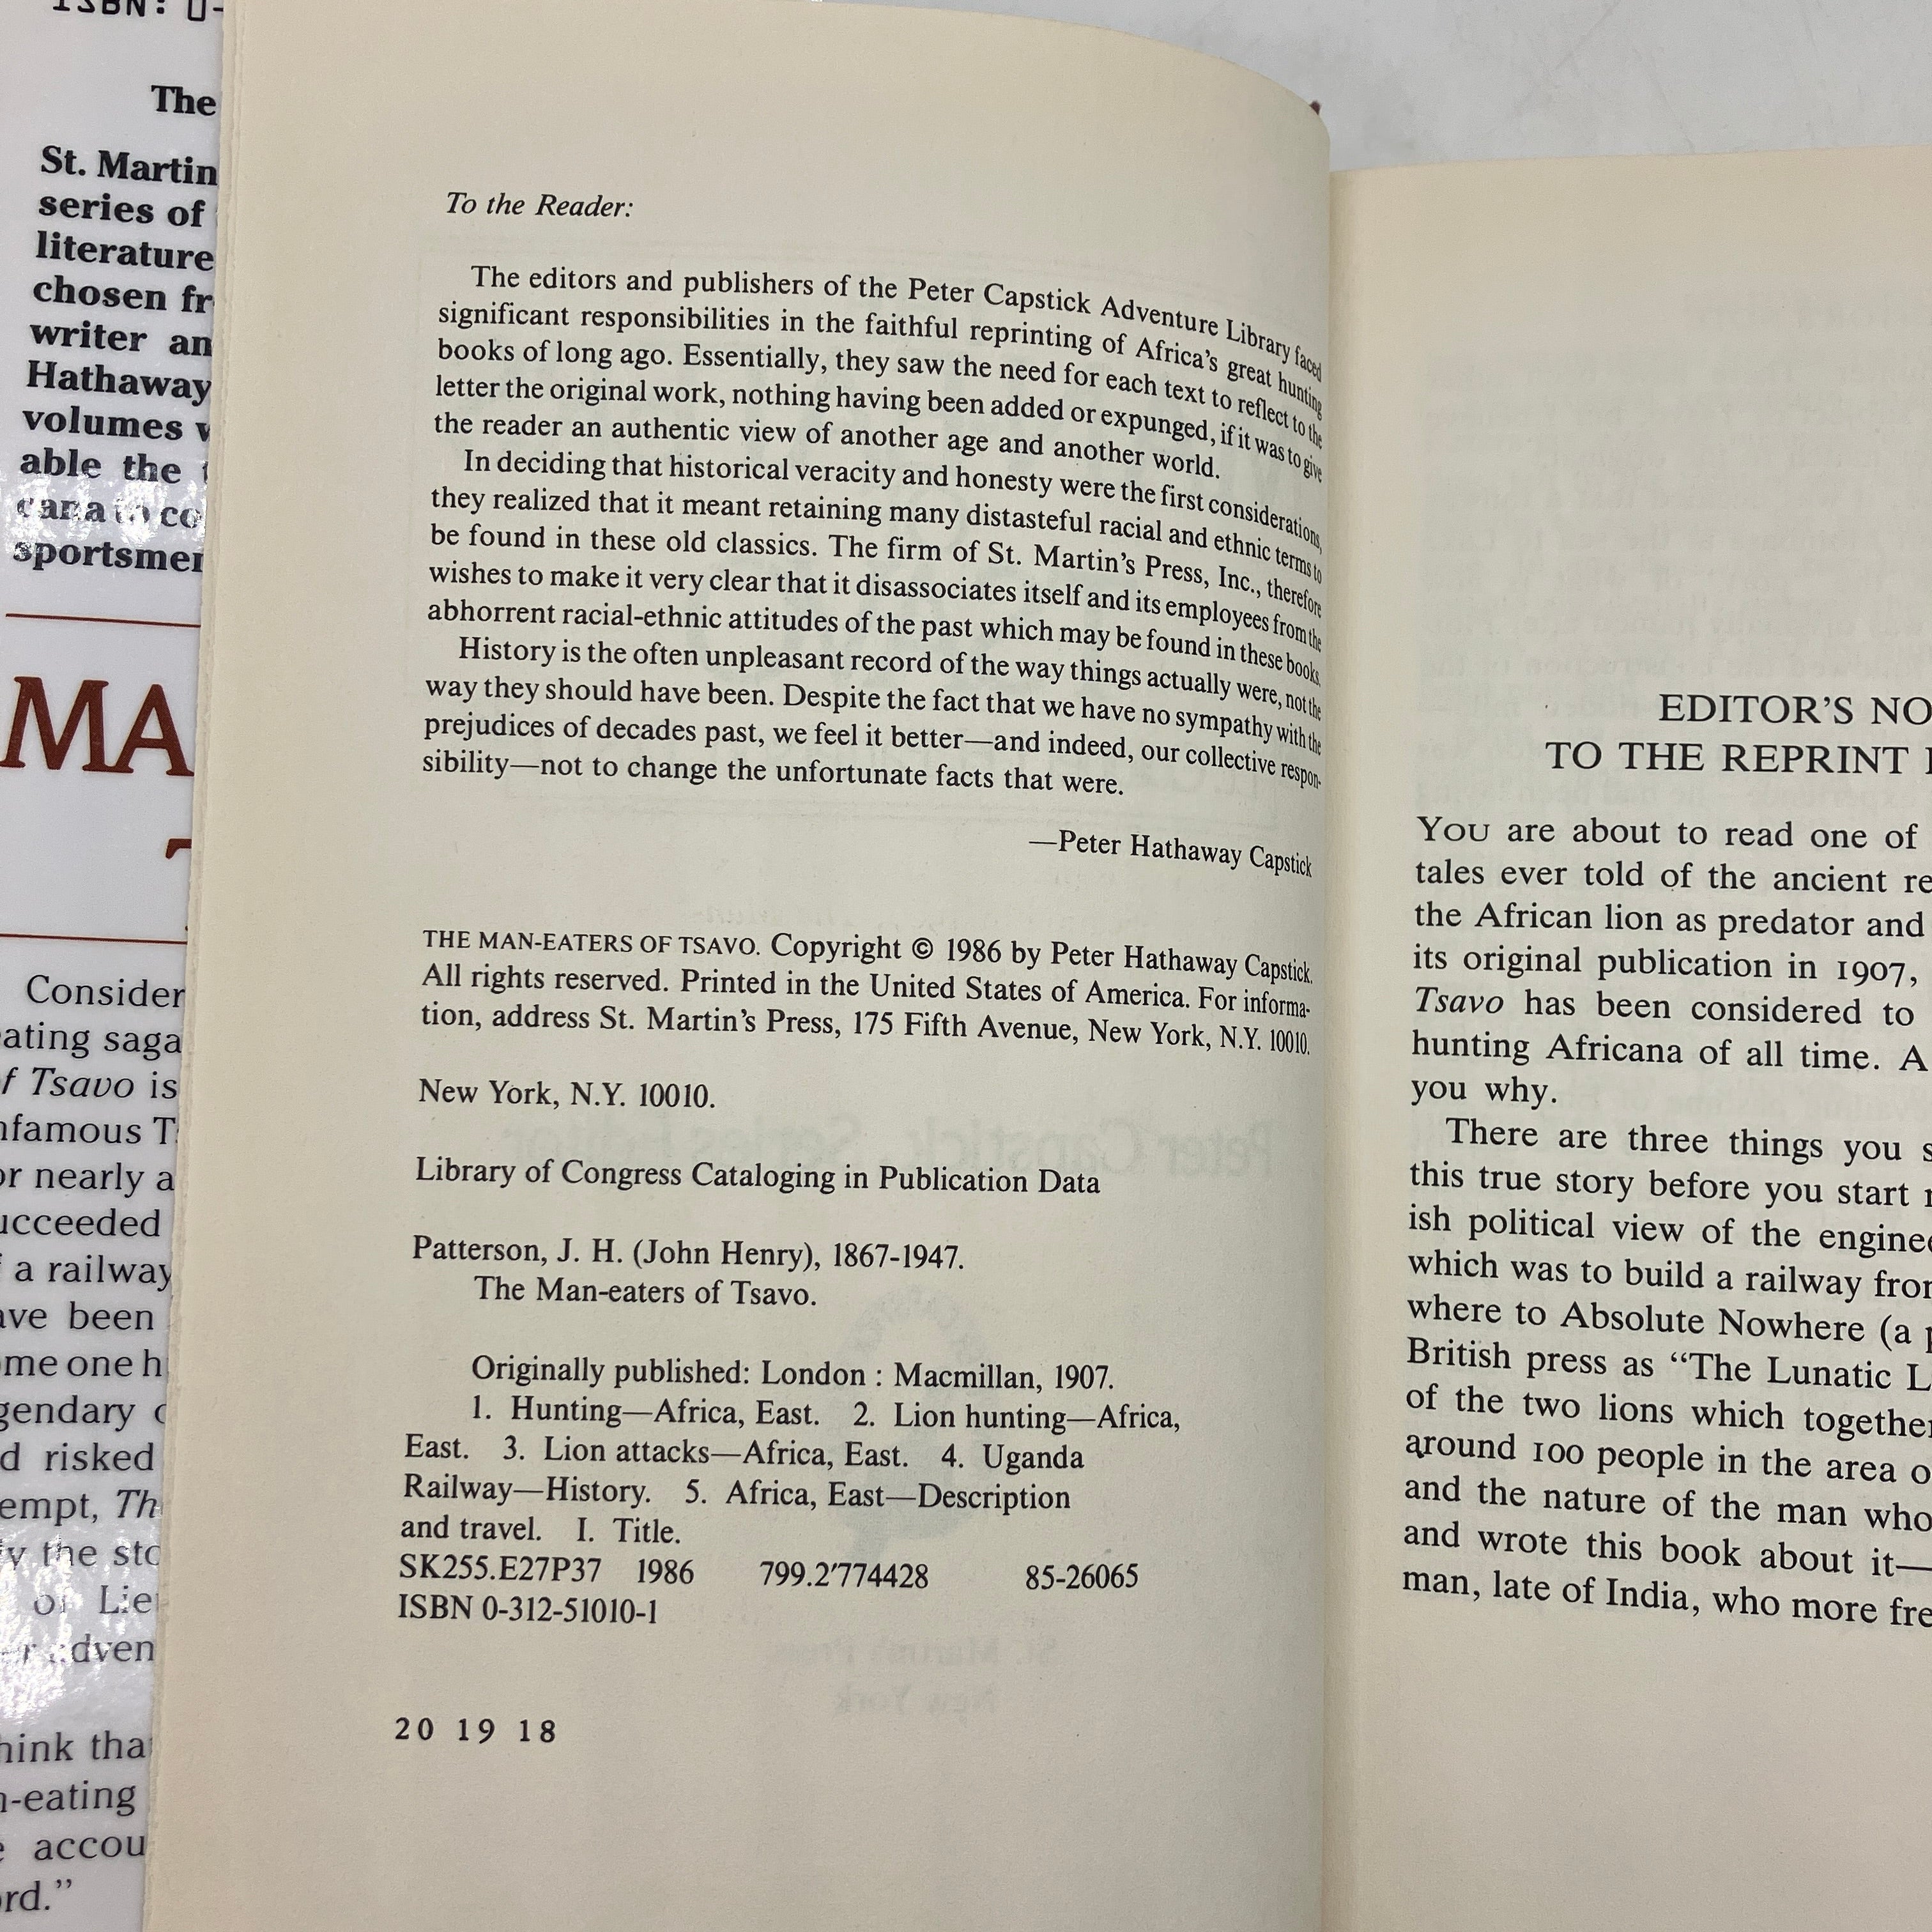 ISBN: 0-
The
St. Martin
series of
literature
chosen fr
writer an
Hathaway
volumes w
able the t
cana to co
sportsmen
MA
T
Consider
eating saga
of Tsavo is
nfamous T
or nearly a
ucceeded
f a railway
ave been
ome one h
gendary
d risked
empt, Th
y the sto
of Lie
r adven
hink that
n-eating
e accou
ord."
To the Reader:
The editors and publishers of the Peter Capstick Adventure Library faced
significant responsibilities in the faithful reprinting of Africa's great hunting
books of long ago. Essentially, they saw the need for each text to reflect to the
letter the original work, nothing having been added or expunged, if it was to give
the reader an authentic view of another age and another world.
In deciding that historical veracity and honesty were the first considerations,
they realized that it meant retaining many distasteful racial and ethnic terms to
be found in these old classics. The firm of St. Martin's Press, Inc., therefore
wishes to make it very clear that it disassociates itself and its employees from the
abhorrent racial-ethnic attitudes of the past which may be found in these books.
History is the often unpleasant record of the way things actually were, not the
way they should have been. Despite the fact that we have no sympathy with the
prejudices of decades past, we feel it better—and indeed, our collective respon-
sibility—not to change the unfortunate facts that were.
—Peter Hathaway Capstick
THE MAN-EATERS OF TSAVO. Copyright © 1986 by Peter Hathaway Capstick.
All rights reserved. Printed in the United States of America. For informa-
tion, address St. Martin's Press, 175 Fifth Avenue, New York, N.Y. 10010.
New York, N.Y. 10010.
Library of Congress Cataloging in Publication Data
Patterson, J. H. (John Henry), 1867-1947.
The Man-eaters of Tsavo.
Originally published: London : Macmillan, 1907.
1. Hunting—Africa, East. 2. Lion hunting—Africa,
East. 3. Lion attacks—Africa, East. 4. Uganda
Railway—History. 5. Africa, East—Description
and travel. I. Title.
SK255.E27P37 1986 799.2'774428 85-26065
ISBN 0-312-51010-1
20 19 18
EDITOR'S NO
TO THE REPRINT
YOU are about to read one of
tales ever told of the ancient re
the African lion as predator and
its original publication in 1907,
Tsavo has been considered to
hunting Africana of all time. A
you why.
There are three things you s
this true story before you start r
ish political view of the enginee
which was to build a railway from
where to Absolute Nowhere (a p
British press as "The Lunatic L
of the two lions which together
around 100 people in the area o
and the nature of the man who
and wrote this book about it—
man, late of India, who more fre